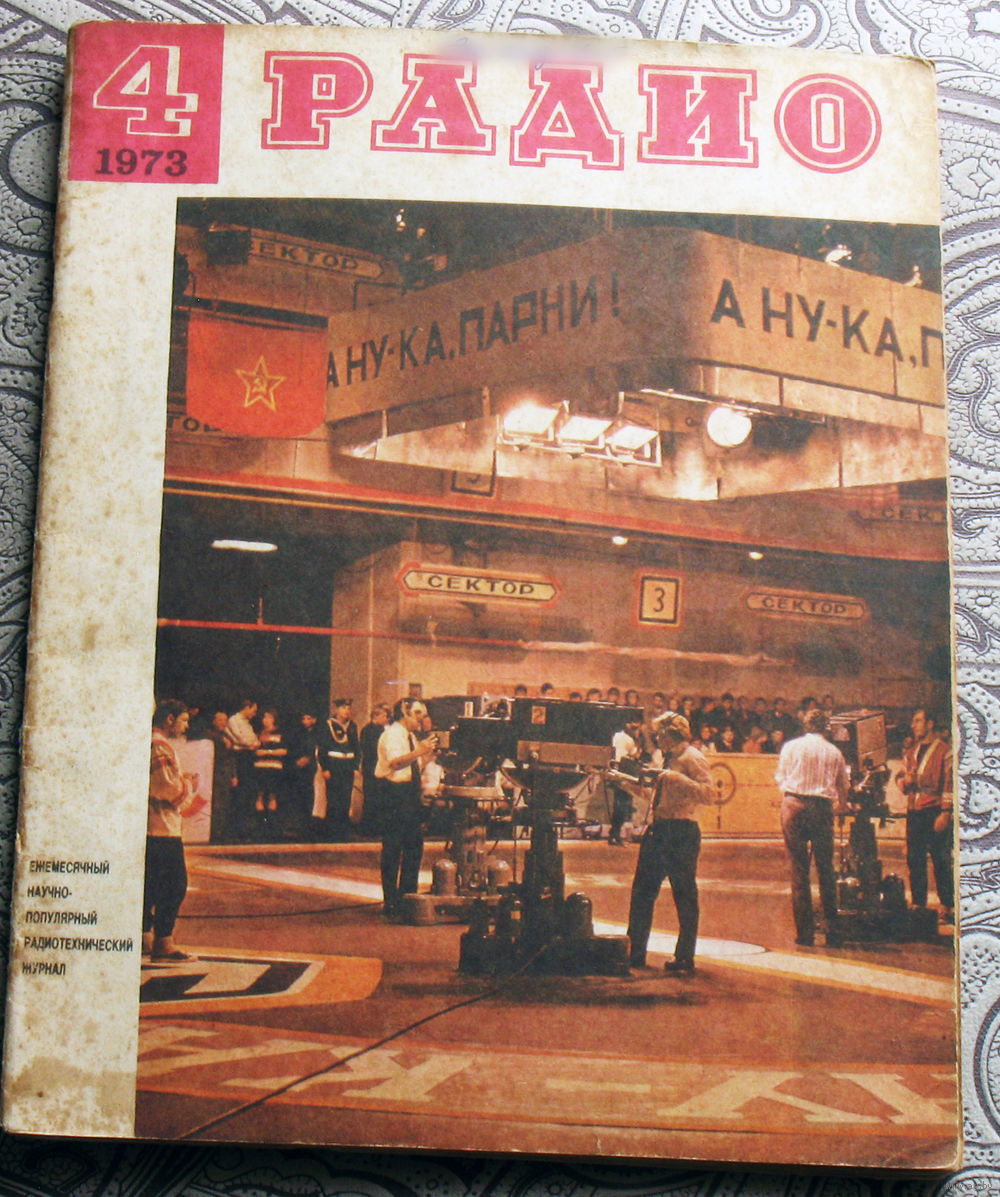 4 РАДИО
1973
СЕКТОР
А НУ-КА, ПАРНИ!
А НУ-КА, П
СЕКТОР
3
СЕКТОР
ЕЖЕМЕСЯЧНЫЙ
НАУЧНО-
ПОПУЛЯРНЫЙ
РАДИОТЕХНИЧЕСКИЙ
ЖУРНАЛ